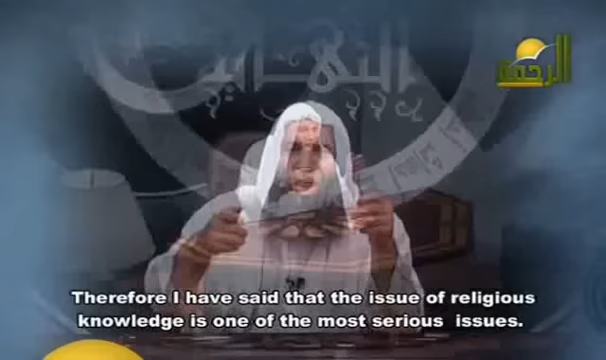 الرحمة
Therefore I have said that the issue of religious
knowledge is one of the most serious issues.